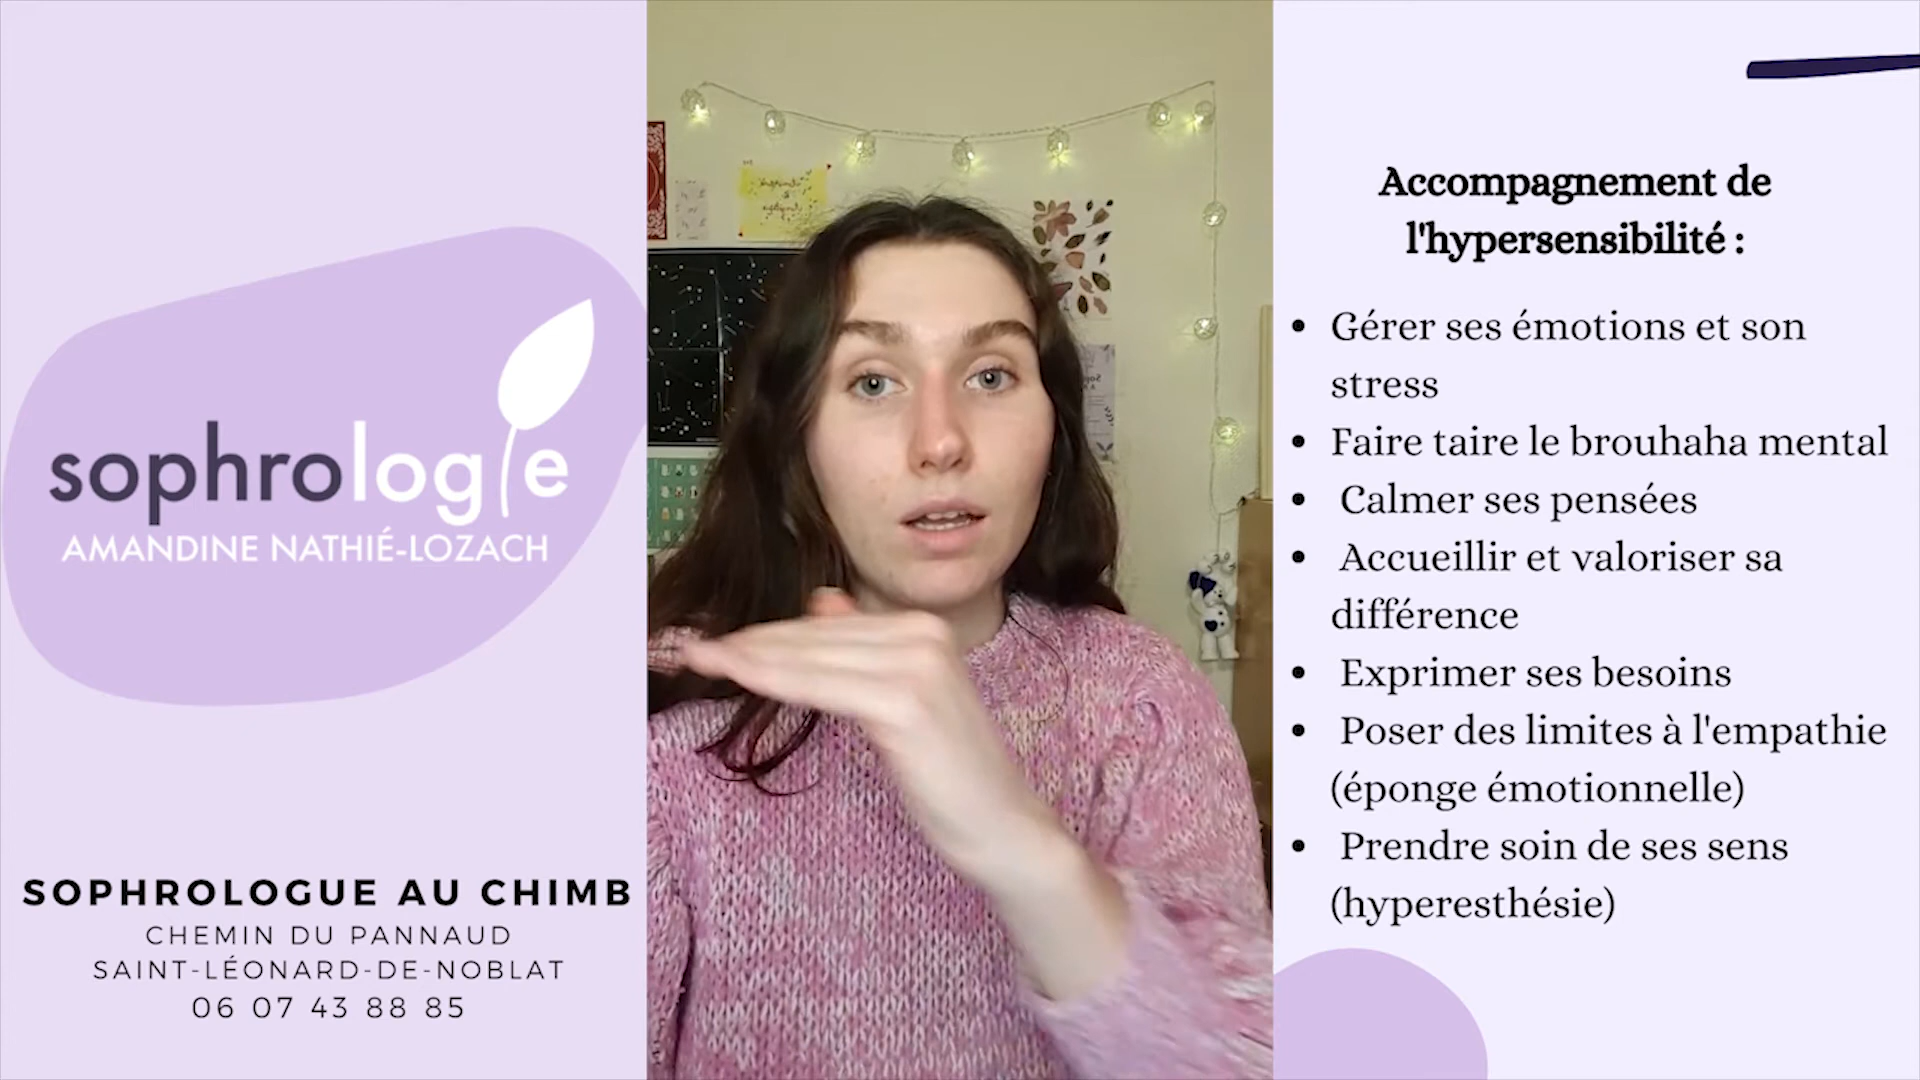 sophrologie
AMANDINE NATHIÉ-LOZACH
SOPHROLOGUE AU CHIMB
CHEMIN DU PANNAUD
SAINT-LÉONARD-DE-NOBLAT
06 07 43 88 85
Accompagnement de
l'hypersensibilité :
• Gérer ses émotions et son
stress
• Faire taire le brouhaha mental
• Calmer ses pensées
• Accueillir et valoriser sa
différence
• Exprimer ses besoins
• Poser des limites à l'empathie
(éponge émotionnelle)
• Prendre soin de ses sens
(hyperesthésie)